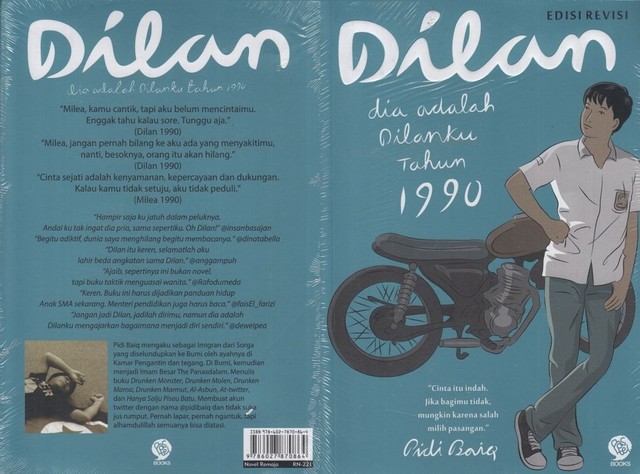 Dilan
dia adalah Dilanku tahun 1990
"Milea, kamu cantik, tapi aku belum mencintaimu.
Enggak tahu kalau sore. Tunggu aja."
(Dilan 1990)
"Milea, jangan pernah bilang ke aku ada yang menyakitimu,
nanti, besoknya, orang itu akan hilang."
(Dilan 1990)
"Cinta sejati adalah kenyamanan, kepercayaan dan dukungan.
Kalau kamu tidak setuju, aku tidak peduli."
(Milea 1990)
"Hampir saja ku jatuh dalam peluknya.
Andai ku tak ingat dia pria, sama sepertiku. Oh Dilan!" @insanbasajan
"Begitu adiktif, dunia saya menghilang begitu membacanya." @dinatabella
"Dilan itu keren, selamatlah aku
lahir beda angkatan sama Dilan." @anggampuh
"Ajaib, sepertinya ini bukan novel,
tapi buku taktik menguasai wanita." @Rafodumeda
"Keren. Buku ini harus dijadikan panduan hidup
Anak SMA sekarang. Menteri pendidikan juga harus baca." @faisEl_farizi
"Jangan jadi Dilan, jadilah dirimu, namun dia adalah
Dilanku mengajarkan bagaimana menjadi diri sendiri." @dewelpea
Pidi Baiq mengaku sebagai imigran dari Sorga
yang diselundupkan ke Bumi oleh ayahnya di
Kamar Pengantin dan tegang. Di Bumi, kemudian
menjadi Imam Besar The Panasdalam. Menulis
buku Drunken Monster, Drunken Molen, Drunken
Mama, Drunken Marmut, Al-Asbun, At-twitter,
dan Hanya Salju Pisau Batu. Membuat akun
twitter dengan nama @pidibaiq dan tidak suka
jus rumput. Pernah lapar, pernah ngantuk, tapi
alhamdulillah semuanya bisa diatasi.
ISBN 978-602-7870-86-4
9786027870864
Novel Remaja RN-221
BOOKS
EDISI REVISI
Dilan
dia adalah
Dilanku
Tahun
1990
"Cinta itu indah.
Jika bagimu tidak,
mungkin karena salah
milih pasangan."
Pidi Baiq
BOOKS